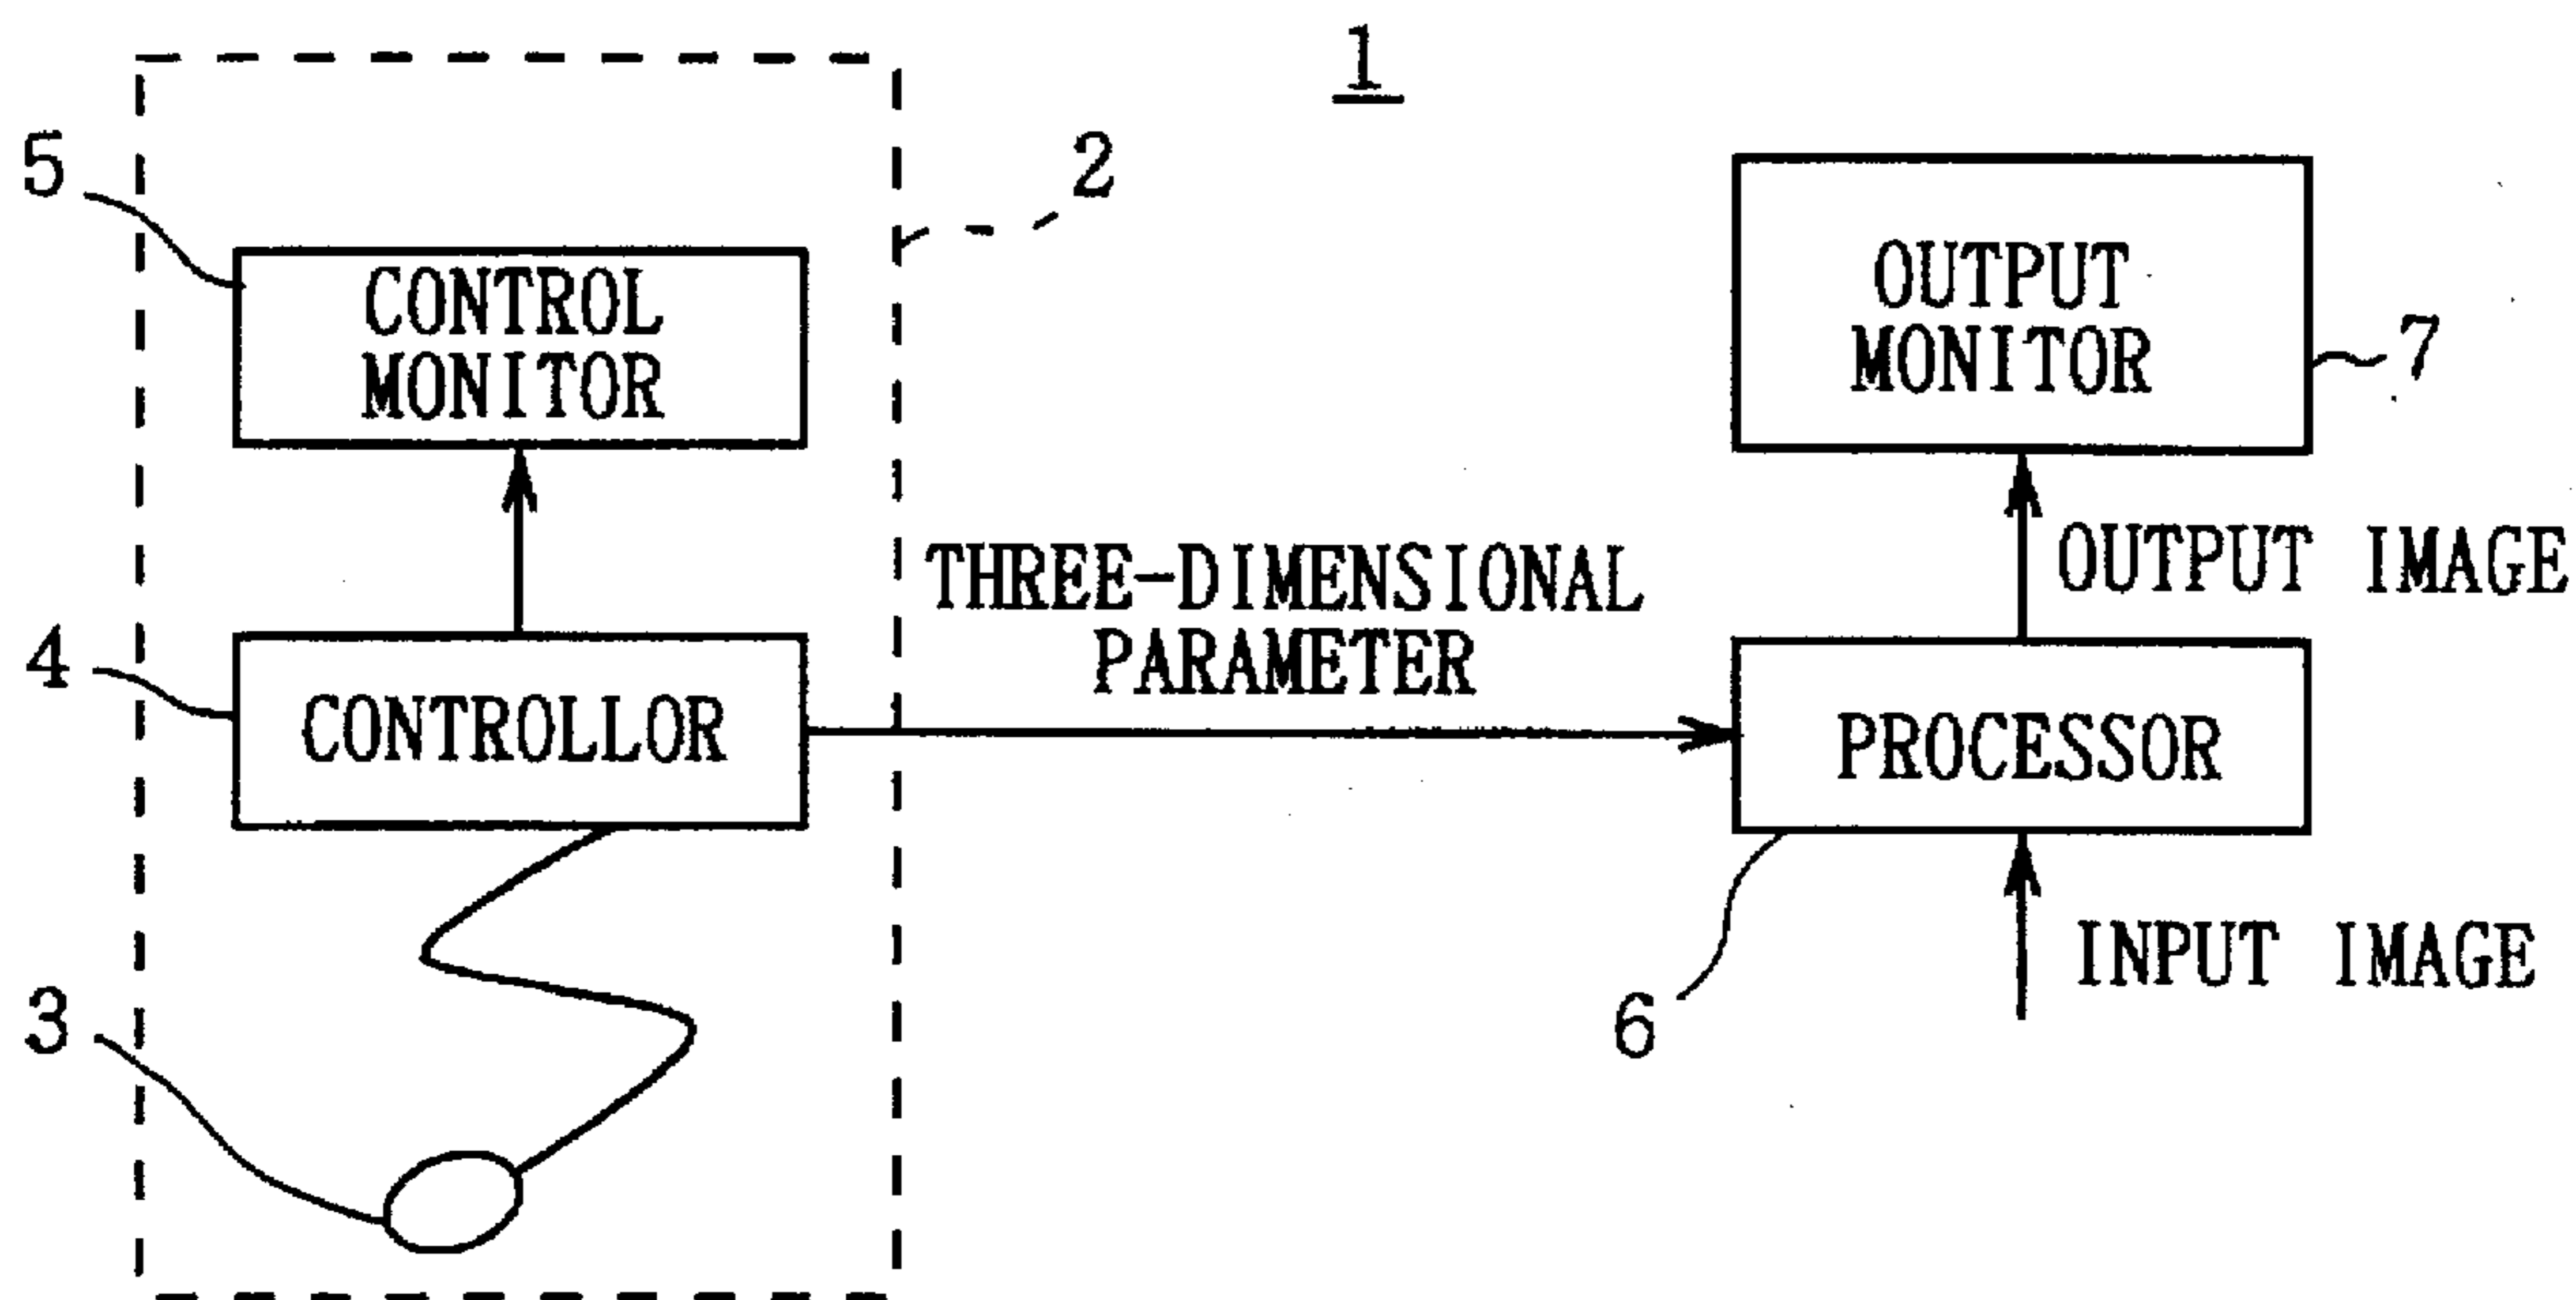 1
5
2
CONTROL
MONITOR
OUTPUT
MONITOR
7
THREE-DIMENSIONAL
PARAMETER
OUTPUT IMAGE
4
CONTROLLOR
PROCESSOR
3
6
INPUT IMAGE